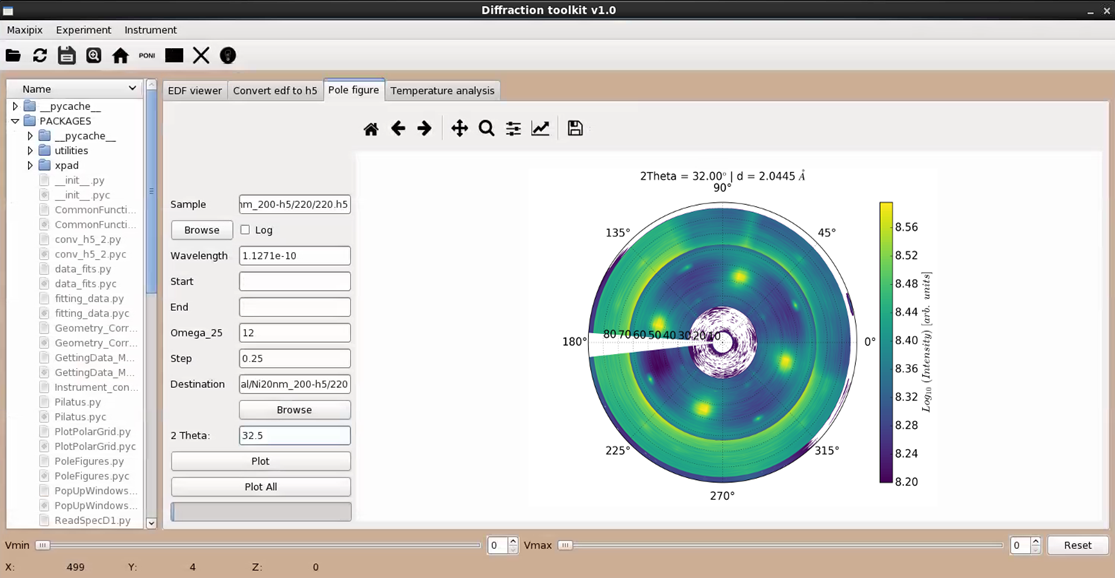 Diffraction toolkit v1.0
Maxipix Experiment Instrument
PONI
Name
__pycache__
PACKAGES
__pycache__
utilities
xpad
__init__.py
__init__.pyc
CommonFuncti...
CommonFuncti...
conv_h5_2.py
conv_h5_2.pyc
data_fits.py
data_fits.pyc
fitting_data.py
fitting_data.pyc
Geometry_Corr...
Geometry_Corr...
GettingData_M...
GettingData_M...
Instrument_con...
Pilatus.py
Pilatus.pyc
PlotPolarGrid.py
PlotPolarGrid.pyc
PoleFigures.py
PoleFigures.pyc
PopUpWindows...
PopUpWindows...
ReadSpecD1.py
EDF viewer Convert edf to h5 Pole figure Temperature analysis
Sample nm_200-h5/220/220.h5
Browse Log
Wavelength 1.1271e-10
Start
End
Omega_25 12
Step 0.25
Destination al/Ni20nm_200-h5/220
Browse
2 Theta: 32.5
Plot
Plot All
2Theta = 32.00° | d = 2.0445 Å
90°
135° 45°
180° 80 70 60 50 40 30 20 10 0°
225° 315°
270°
8.56
8.52
8.48
8.44
8.40
8.36
8.32
8.28
8.24
8.20
Log₁₀ (Intensity) [arb. units]
Vmin 0 Vmax 0 Reset
X: 499 Y: 4 Z: 0